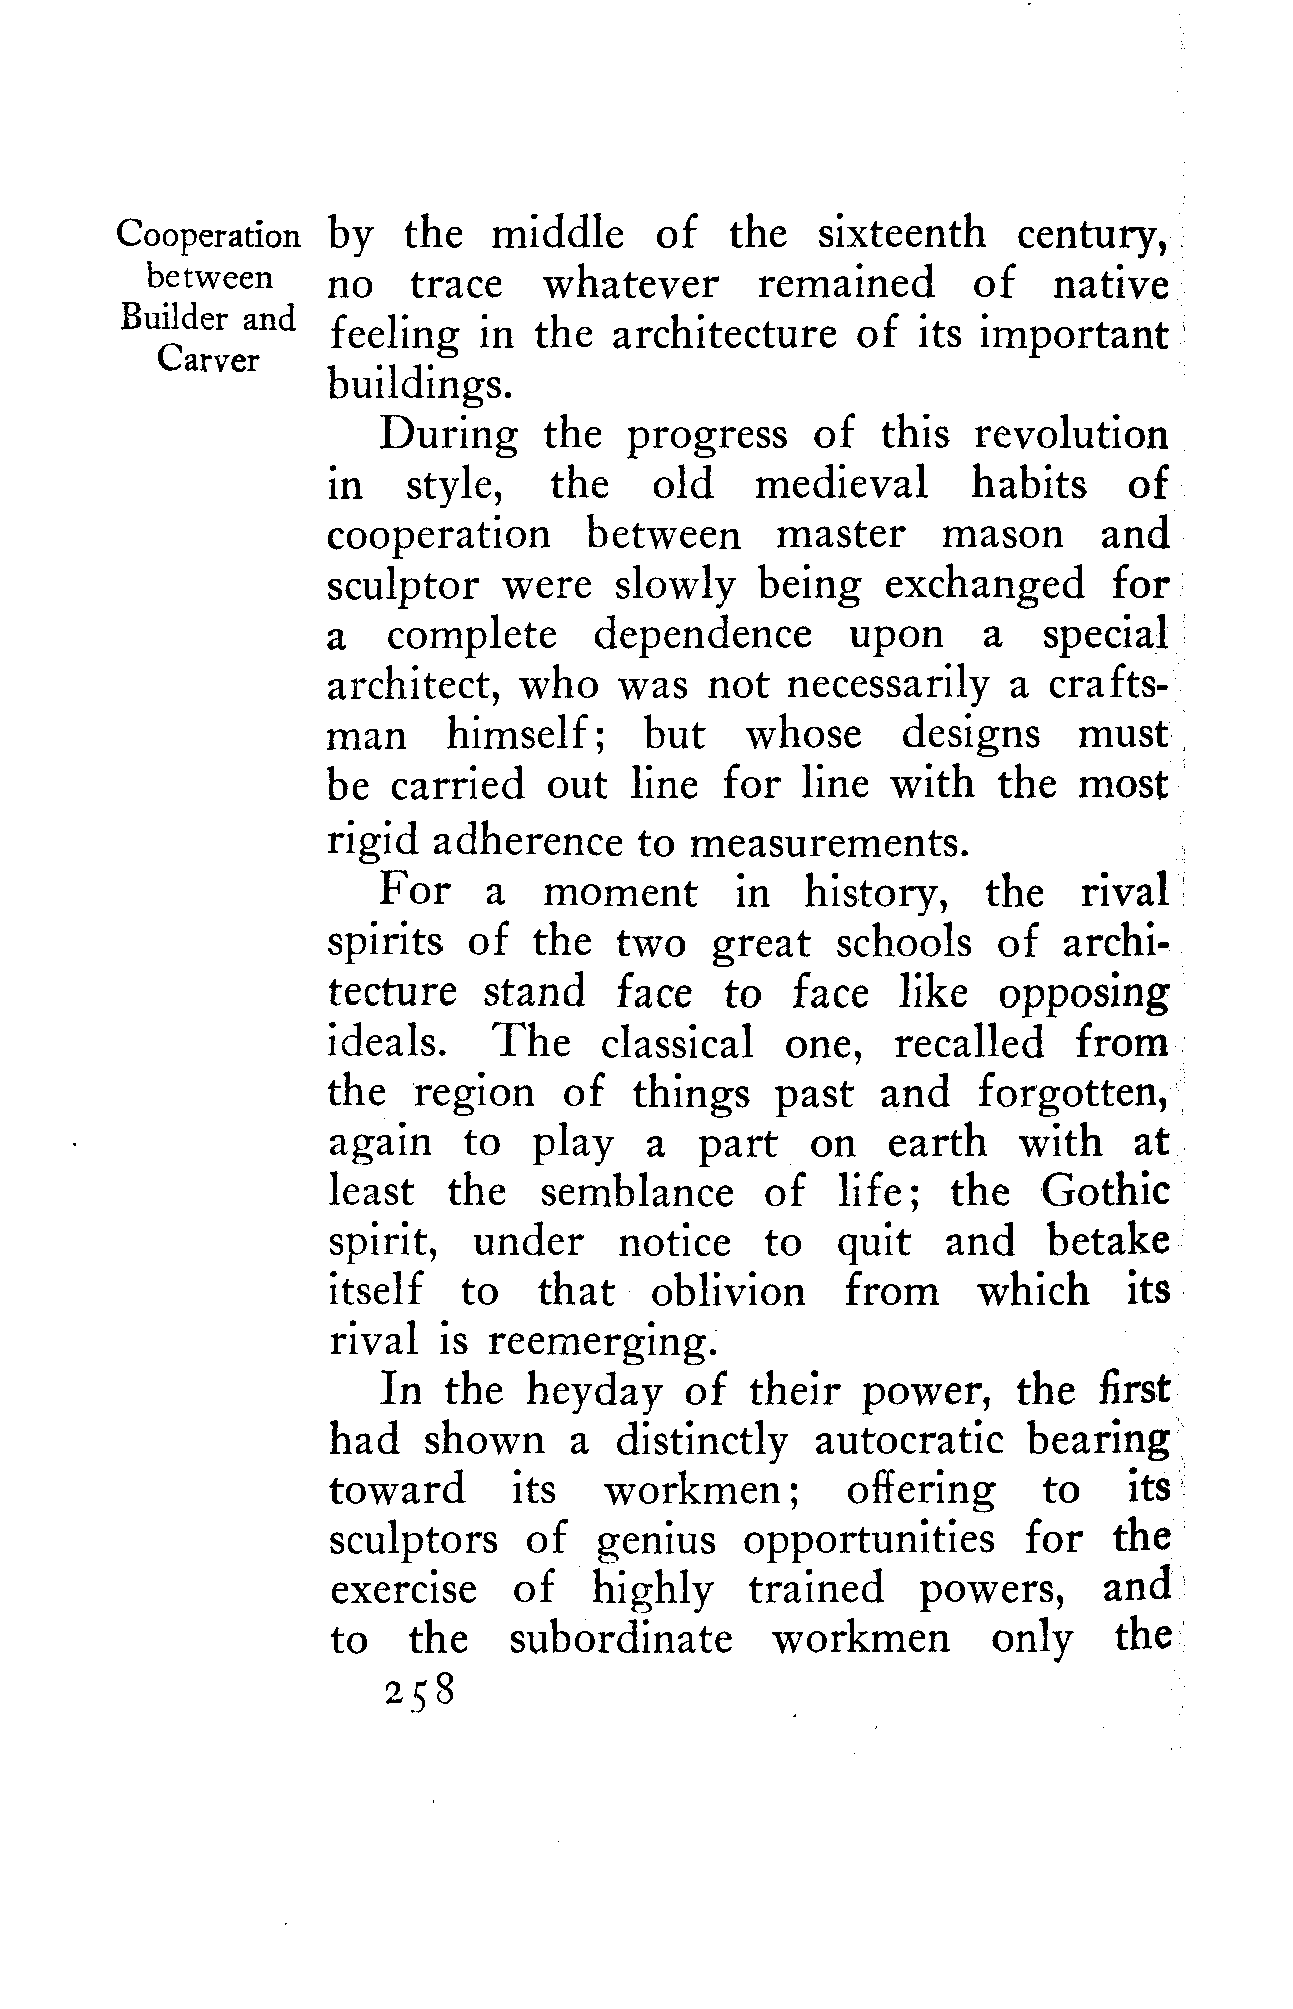 Cooperation
between
Builder and
Carver
by the middle of the sixteenth century,
no trace whatever remained of native
feeling in the architecture of its important
buildings.
During the progress of this revolution
in style, the old medieval habits of
cooperation between master mason and
sculptor were slowly being exchanged for
a complete dependence upon a special
architect, who was not necessarily a crafts-
man himself; but whose designs must
be carried out line for line with the most
rigid adherence to measurements.
For a moment in history, the rival
spirits of the two great schools of archi-
tecture stand face to face like opposing
ideals. The classical one, recalled from
the region of things past and forgotten,
again to play a part on earth with at
least the semblance of life; the Gothic
spirit, under notice to quit and betake
itself to that oblivion from which its
rival is reemerging.
In the heyday of their power, the first
had shown a distinctly autocratic bearing
toward its workmen; offering to its
sculptors of genius opportunities for the
exercise of highly trained powers, and
to the subordinate workmen only the
258